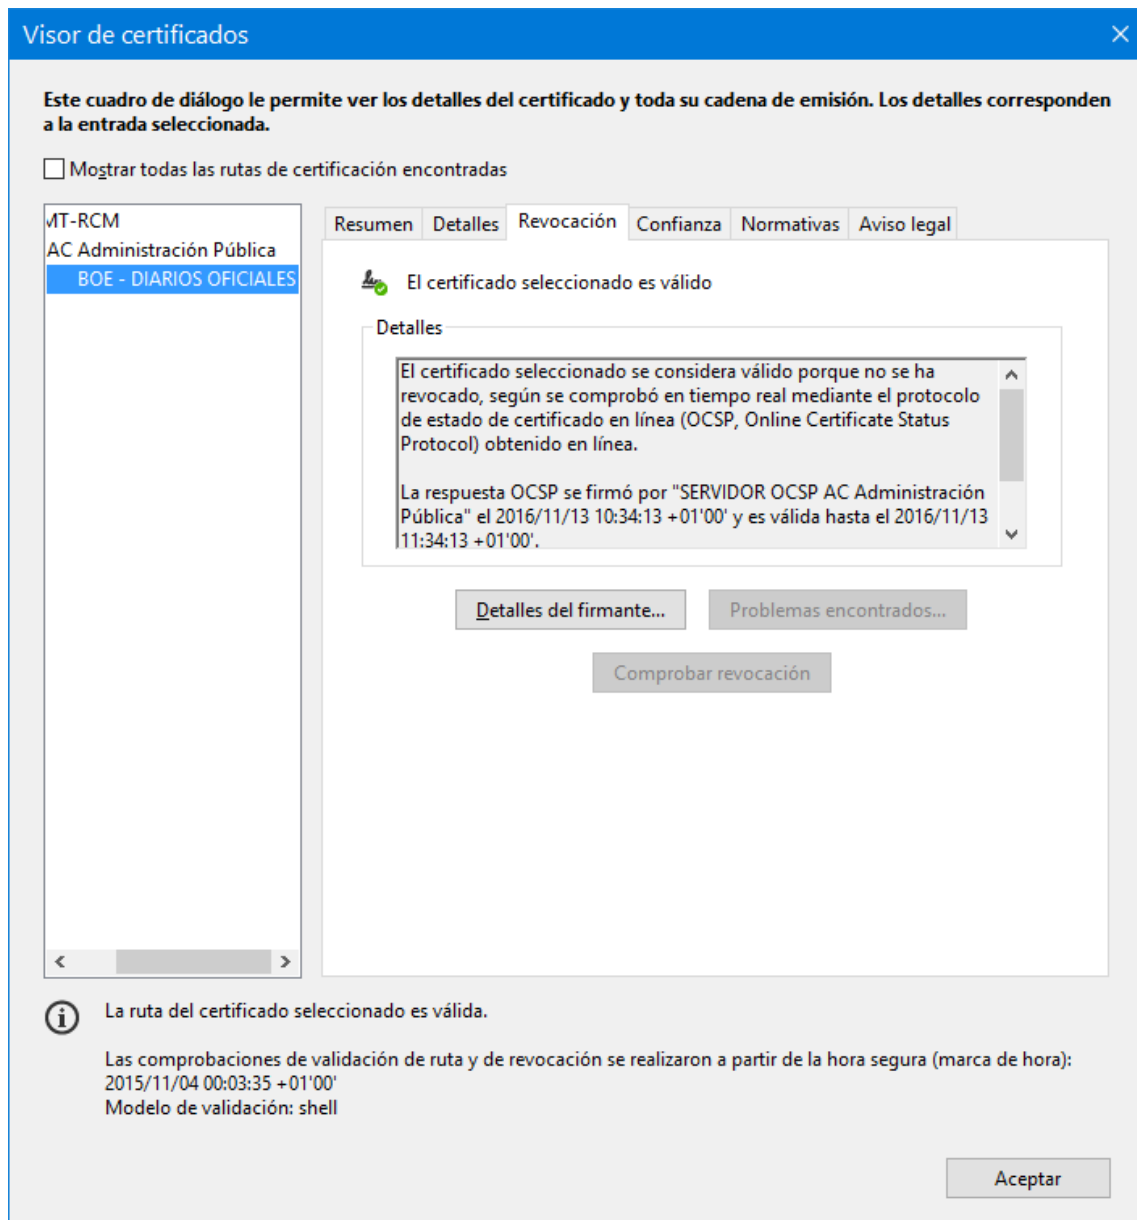 Visor de certificados
Este cuadro de diálogo le permite ver los detalles del certificado y toda su cadena de emisión. Los detalles corresponden
a la entrada seleccionada.
Mostrar todas las rutas de certificación encontradas
MT-RCM
AC Administración Pública
BOE - DIARIOS OFICIALES
Resumen Detalles Revocación Confianza Normativas Aviso legal
El certificado seleccionado es válido
Detalles
El certificado seleccionado se considera válido porque no se ha
revocado, según se comprobó en tiempo real mediante el protocolo
de estado de certificado en línea (OCSP, Online Certificate Status
Protocol) obtenido en línea.
La respuesta OCSP se firmó por "SERVIDOR OCSP AC Administración
Pública" el 2016/11/13 10:34:13 +01'00' y es válida hasta el 2016/11/13
11:34:13 +01'00'.
Detalles del firmante... Problemas encontrados...
Comprobar revocación
La ruta del certificado seleccionado es válida.
Las comprobaciones de validación de ruta y de revocación se realizaron a partir de la hora segura (marca de hora):
2015/11/04 00:03:35 +01'00'
Modelo de validación: shell
Aceptar